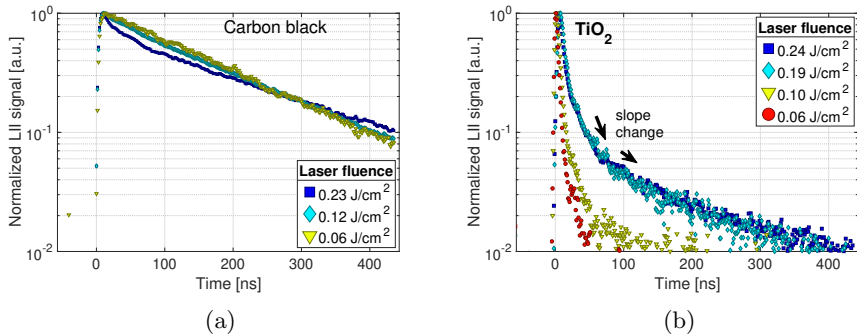 Carbon black
Normalized LII signal [a.u.]
10^0
10^-1
10^-2
Laser fluence
0.23 J/cm^2
0.12 J/cm^2
0.06 J/cm^2
0 100 200 300 400
Time [ns]
(a)
TiO_2
Normalized LII signal [a.u.]
10^0
10^-1
10^-2
Laser fluence
0.24 J/cm^2
0.19 J/cm^2
0.10 J/cm^2
0.06 J/cm^2
slope
change
0 100 200 300 400
Time [ns]
(b)